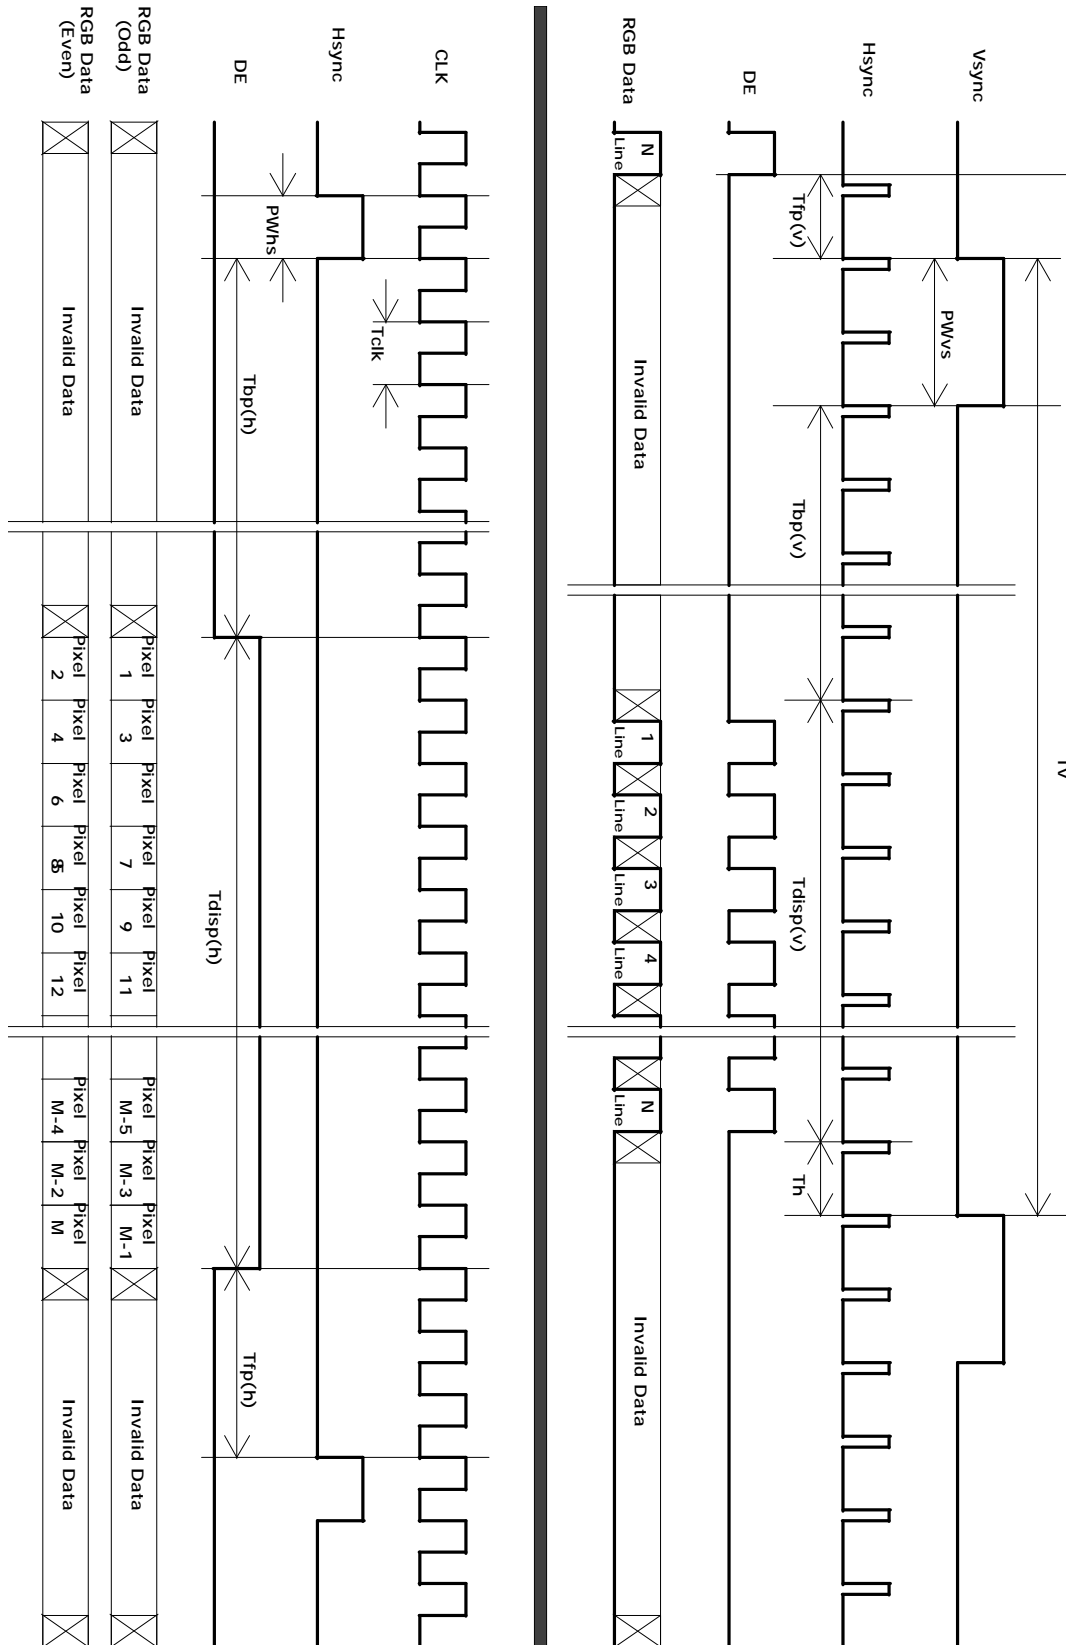 Vsync
Tv
PWvs
Hsync
Tfp(v)
Tbp(v)
Tdisp(v)
Th
DE
RGB Data
N
Line
Invalid Data
1
Line
2
Line
3
Line
4
Line
N
Line
Invalid Data
CLK
Tclk
Hsync
PWhs
DE
Tbp(h)
Tdisp(h)
Tfp(h)
RGB Data
(Odd)
Invalid Data
Pixel Pixel Pixel Pixel Pixel Pixel
1 3 7 9 11
Pixel Pixel Pixel
M-5 M-3 M-1
Invalid Data
RGB Data
(Even)
Invalid Data
Pixel Pixel Pixel Pixel Pixel Pixel
2 4 6 8 10 12
5
Pixel Pixel Pixel
M-4 M-2 M
Invalid Data